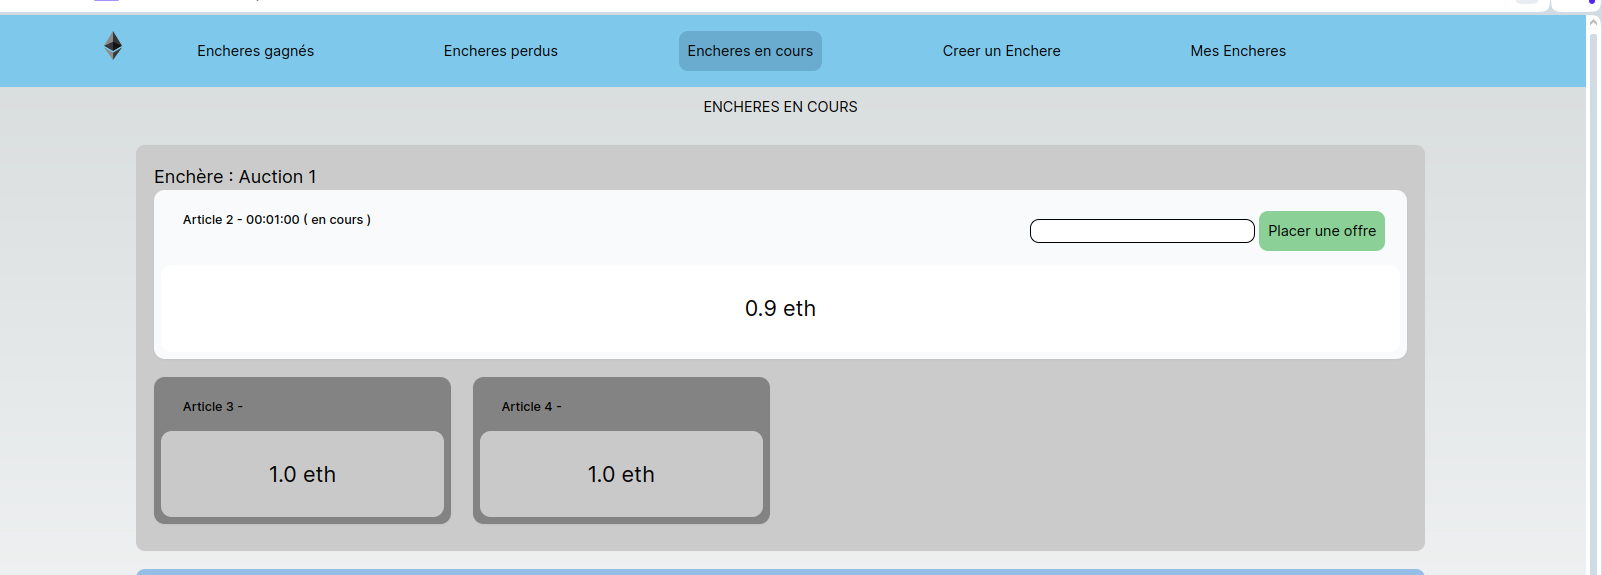 Encheres gagnés
Encheres perdus
Encheres en cours
Creer un Enchere
Mes Encheres
ENCHERES EN COURS
Enchère : Auction 1
Article 2 - 00:01:00 ( en cours )
Placer une offre
0.9 eth
Article 3 -
Article 4 -
1.0 eth
1.0 eth